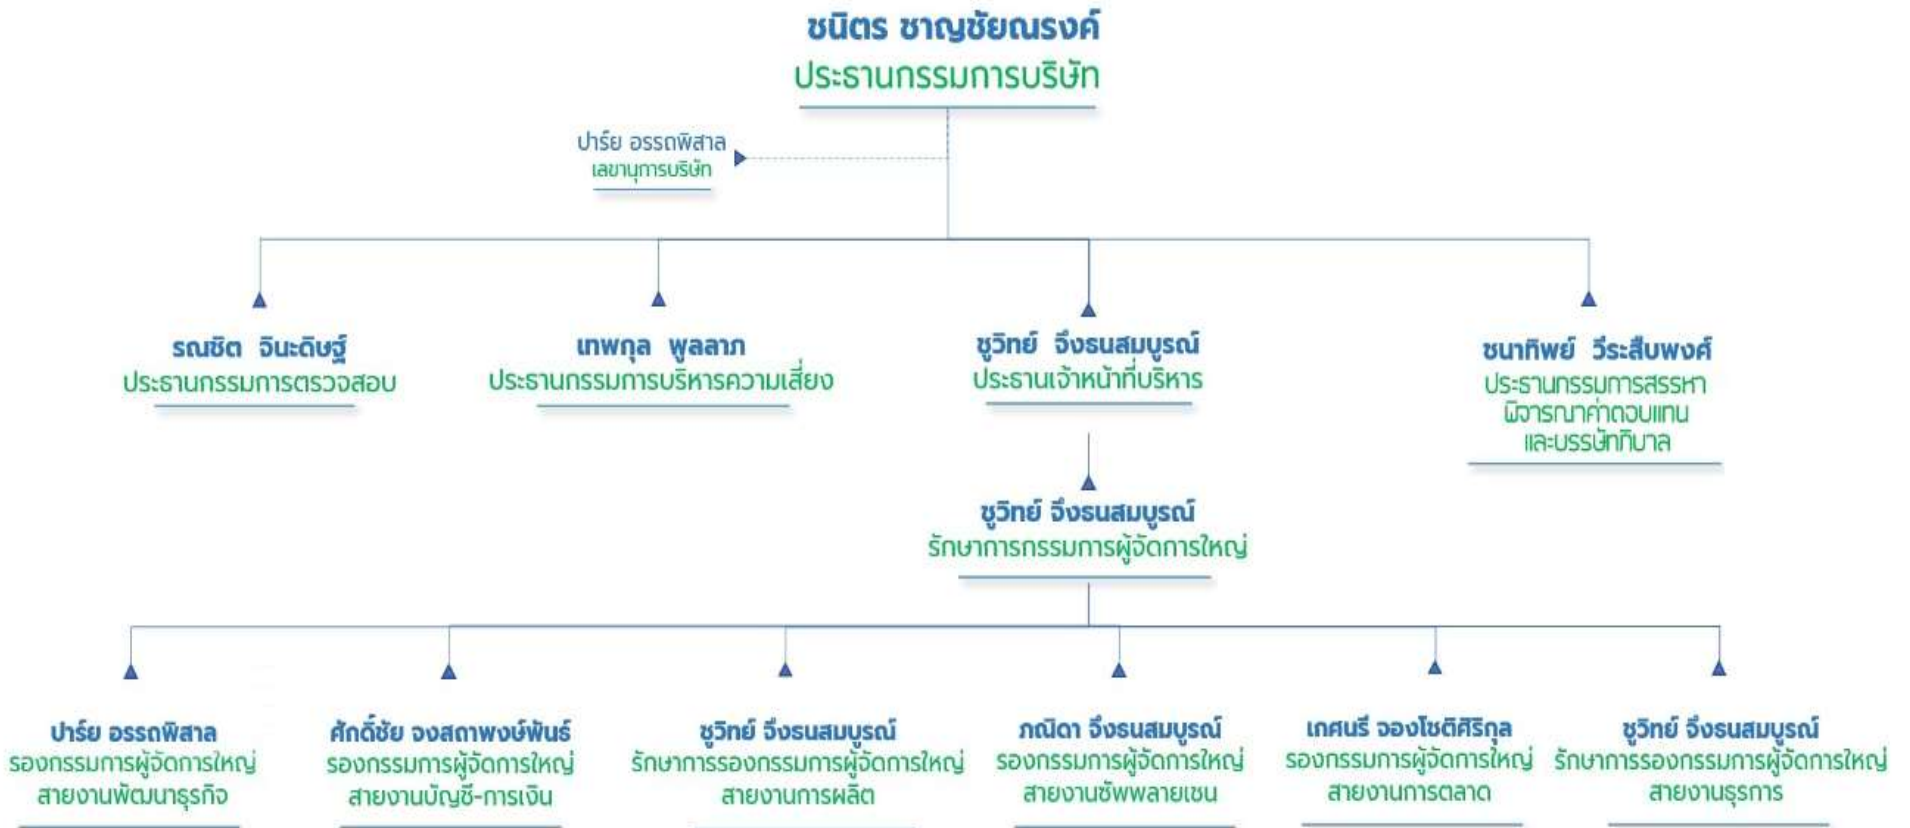 ชนิตร ชาญชัยณรงค์
ประธานกรรมการบริษัท
ปาร์ย อรรถพิสาล
เลขานุการบริษัท
รณชิต จินะดิษฐ์
ประธานกรรมการตรวจสอบ
เทพกุล พูลลาภ
ประธานกรรมการบริหารความเสี่ยง
ชูวิทย์ จึงธนสมบูรณ์
ประธานเจ้าหน้าที่บริหาร
ชนาทิพย์ วีระสืบพงศ์
ประธานกรรมการสรรหา
พิจารณาค่าตอบแทน
และบรรษัทภิบาล
ชูวิทย์ จึงธนสมบูรณ์
รักษาการกรรมการผู้จัดการใหญ่
ปาร์ย อรรถพิสาล
รองกรรมการผู้จัดการใหญ่
สายงานพัฒนาธุรกิจ
ศักดิ์ชัย จงสถาพงษ์พันธ์
รองกรรมการผู้จัดการใหญ่
สายงานบัญชี-การเงิน
ชูวิทย์ จึงธนสมบูรณ์
รักษาการรองกรรมการผู้จัดการใหญ่
สายงานการผลิต
ภณิดา จึงธนสมบูรณ์
รองกรรมการผู้จัดการใหญ่
สายงานซัพพลายเชน
เกศนรี จองโชติศิริกุล
รองกรรมการผู้จัดการใหญ่
สายงานการตลาด
ชูวิทย์ จึงธนสมบูรณ์
รักษาการรองกรรมการผู้จัดการใหญ่
สายงานธุรการ